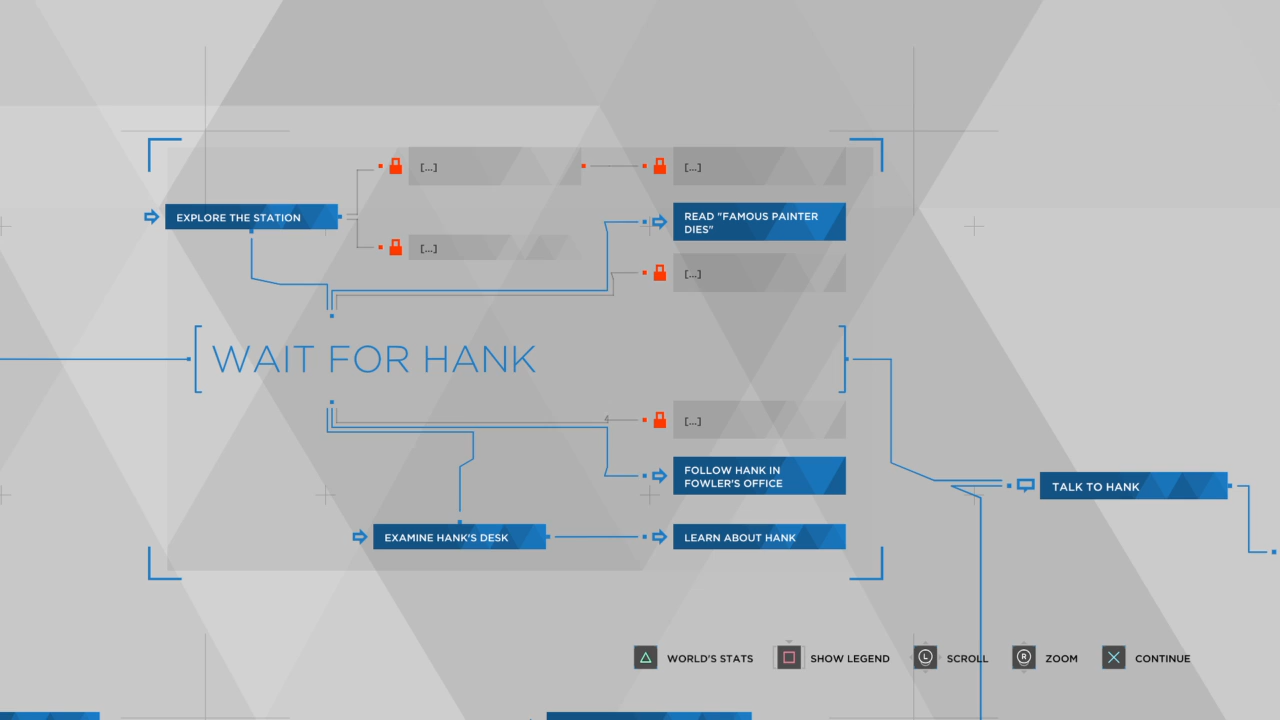 [...]
[...]
EXPLORE THE STATION
READ "FAMOUS PAINTER
DIES"
[...]
[...]
WAIT FOR HANK
[...]
FOLLOW HANK IN
FOWLER'S OFFICE
TALK TO HANK
EXAMINE HANK'S DESK
LEARN ABOUT HANK
WORLD'S STATS
SHOW LEGEND
L
SCROLL
R
ZOOM
CONTINUE